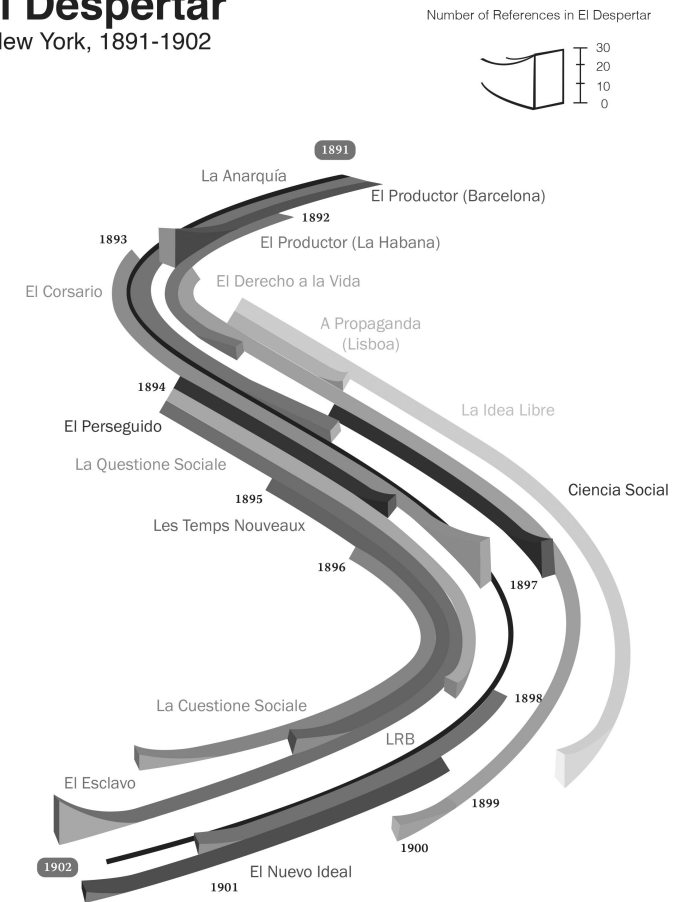 l Despertar
lew York, 1891-1902
Number of References in El Despertar
30
20
10
0
1891
La Anarquía
El Productor (Barcelona)
1892
1893
El Productor (La Habana)
El Corsario
El Derecho a la Vida
A Propaganda
(Lisboa)
1894
La Idea Libre
El Perseguido
La Questione Sociale
Ciencia Social
1895
Les Temps Nouveaux
1896
1897
1898
La Cuestione Sociale
LRB
El Esclavo
1899
1900
1902
El Nuevo Ideal
1901